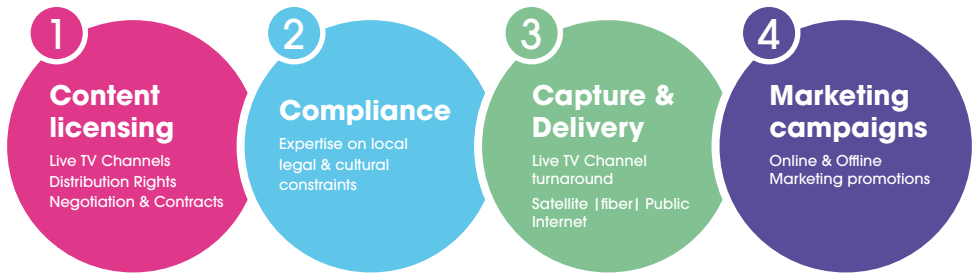 1
Content
licensing
Live TV Channels
Distribution Rights
Negotiation & Contracts
2
Compliance
Expertise on local
legal & cultural
constraints
3
Capture &
Delivery
Live TV Channel
turnaround
Satellite |fiber| Public
Internet
4
Marketing
campaigns
Online & Offline
Marketing promotions